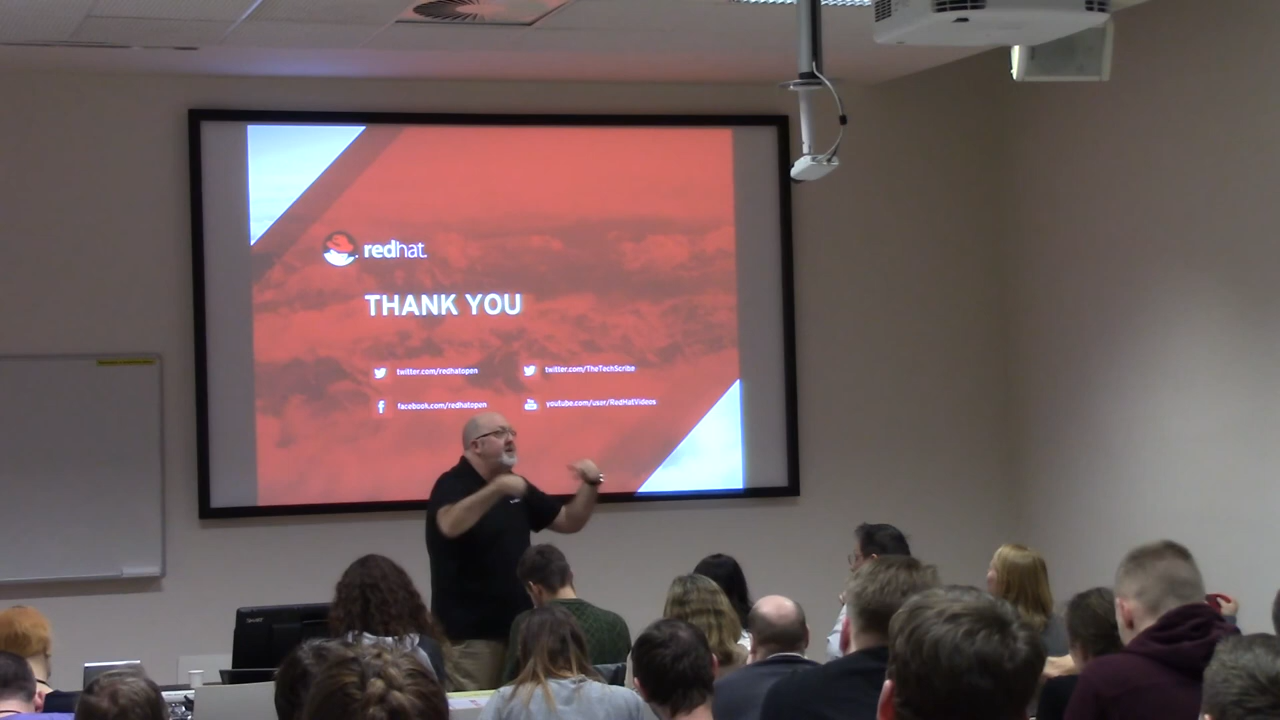 redhat.
THANK YOU
twitter.com/redhatopen
twitter.com/TheTechScribe
facebook.com/redhatopen
youtube.com/user/RedHatVideos